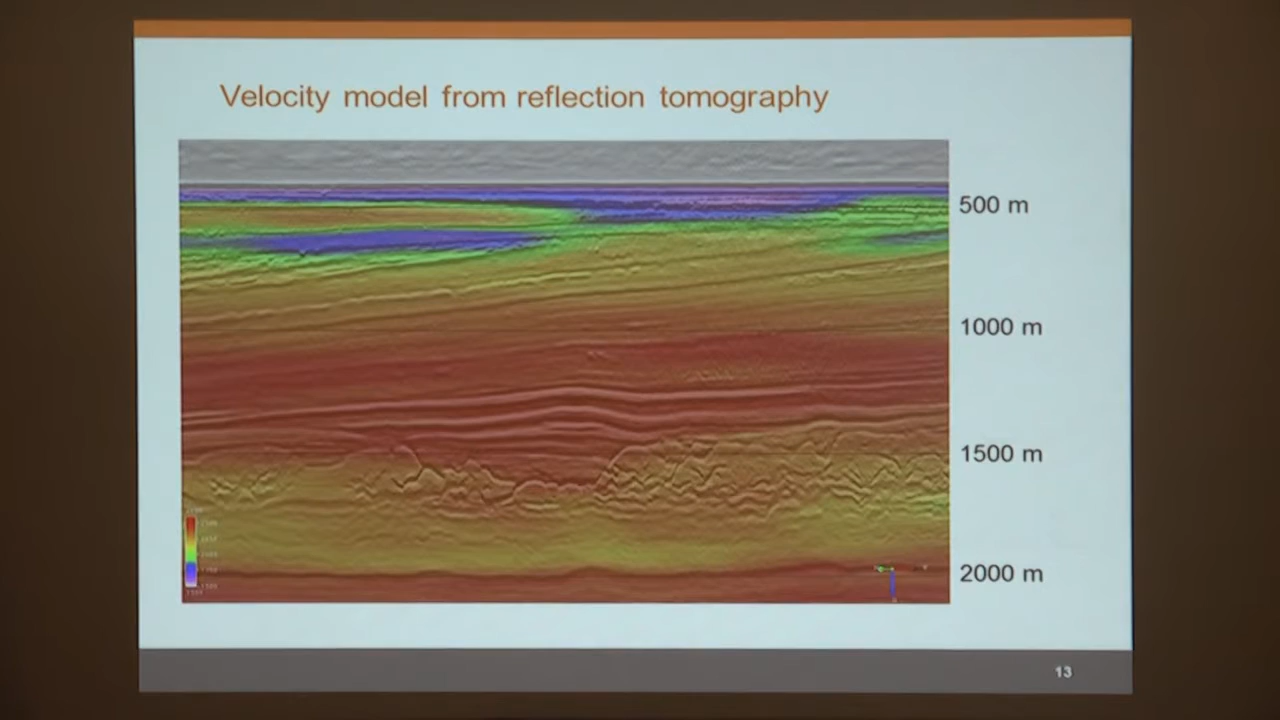 Velocity model from reflection tomography
500 m
1000 m
1500 m
2000 m
13